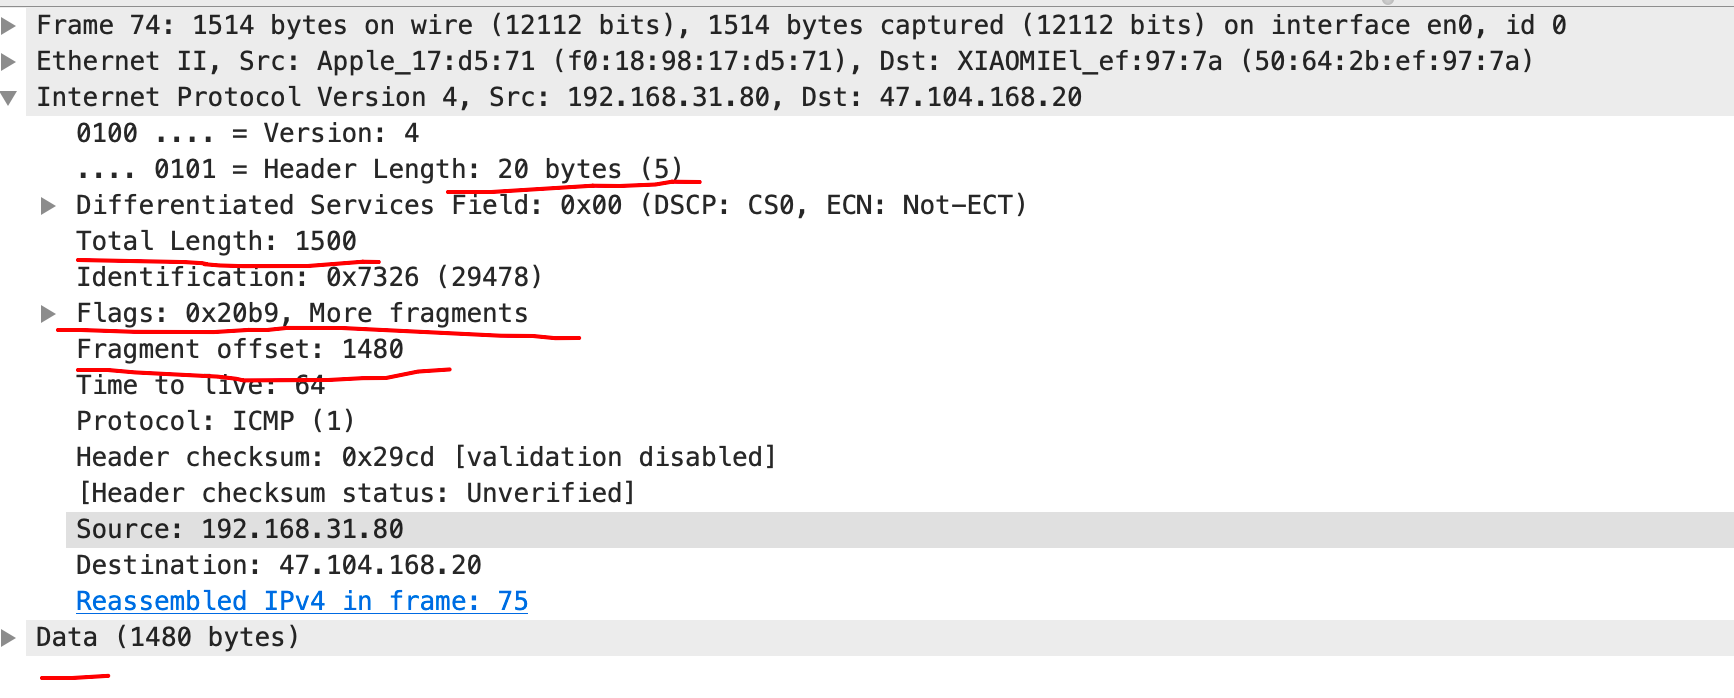 Frame 74: 1514 bytes on wire (12112 bits), 1514 bytes captured (12112 bits) on interface en0, id 0
Ethernet II, Src: Apple_17:d5:71 (f0:18:98:17:d5:71), Dst: XIAOMIEl_ef:97:7a (50:64:2b:ef:97:7a)
Internet Protocol Version 4, Src: 192.168.31.80, Dst: 47.104.168.20
0100 .... = Version: 4
.... 0101 = Header Length: 20 bytes (5)
Differentiated Services Field: 0x00 (DSCP: CS0, ECN: Not-ECT)
Total Length: 1500
Identification: 0x7326 (29478)
Flags: 0x20b9, More fragments
Fragment offset: 1480
Time to live: 64
Protocol: ICMP (1)
Header checksum: 0x29cd [validation disabled]
[Header checksum status: Unverified]
Source: 192.168.31.80
Destination: 47.104.168.20
Reassembled IPv4 in frame: 75
Data (1480 bytes)